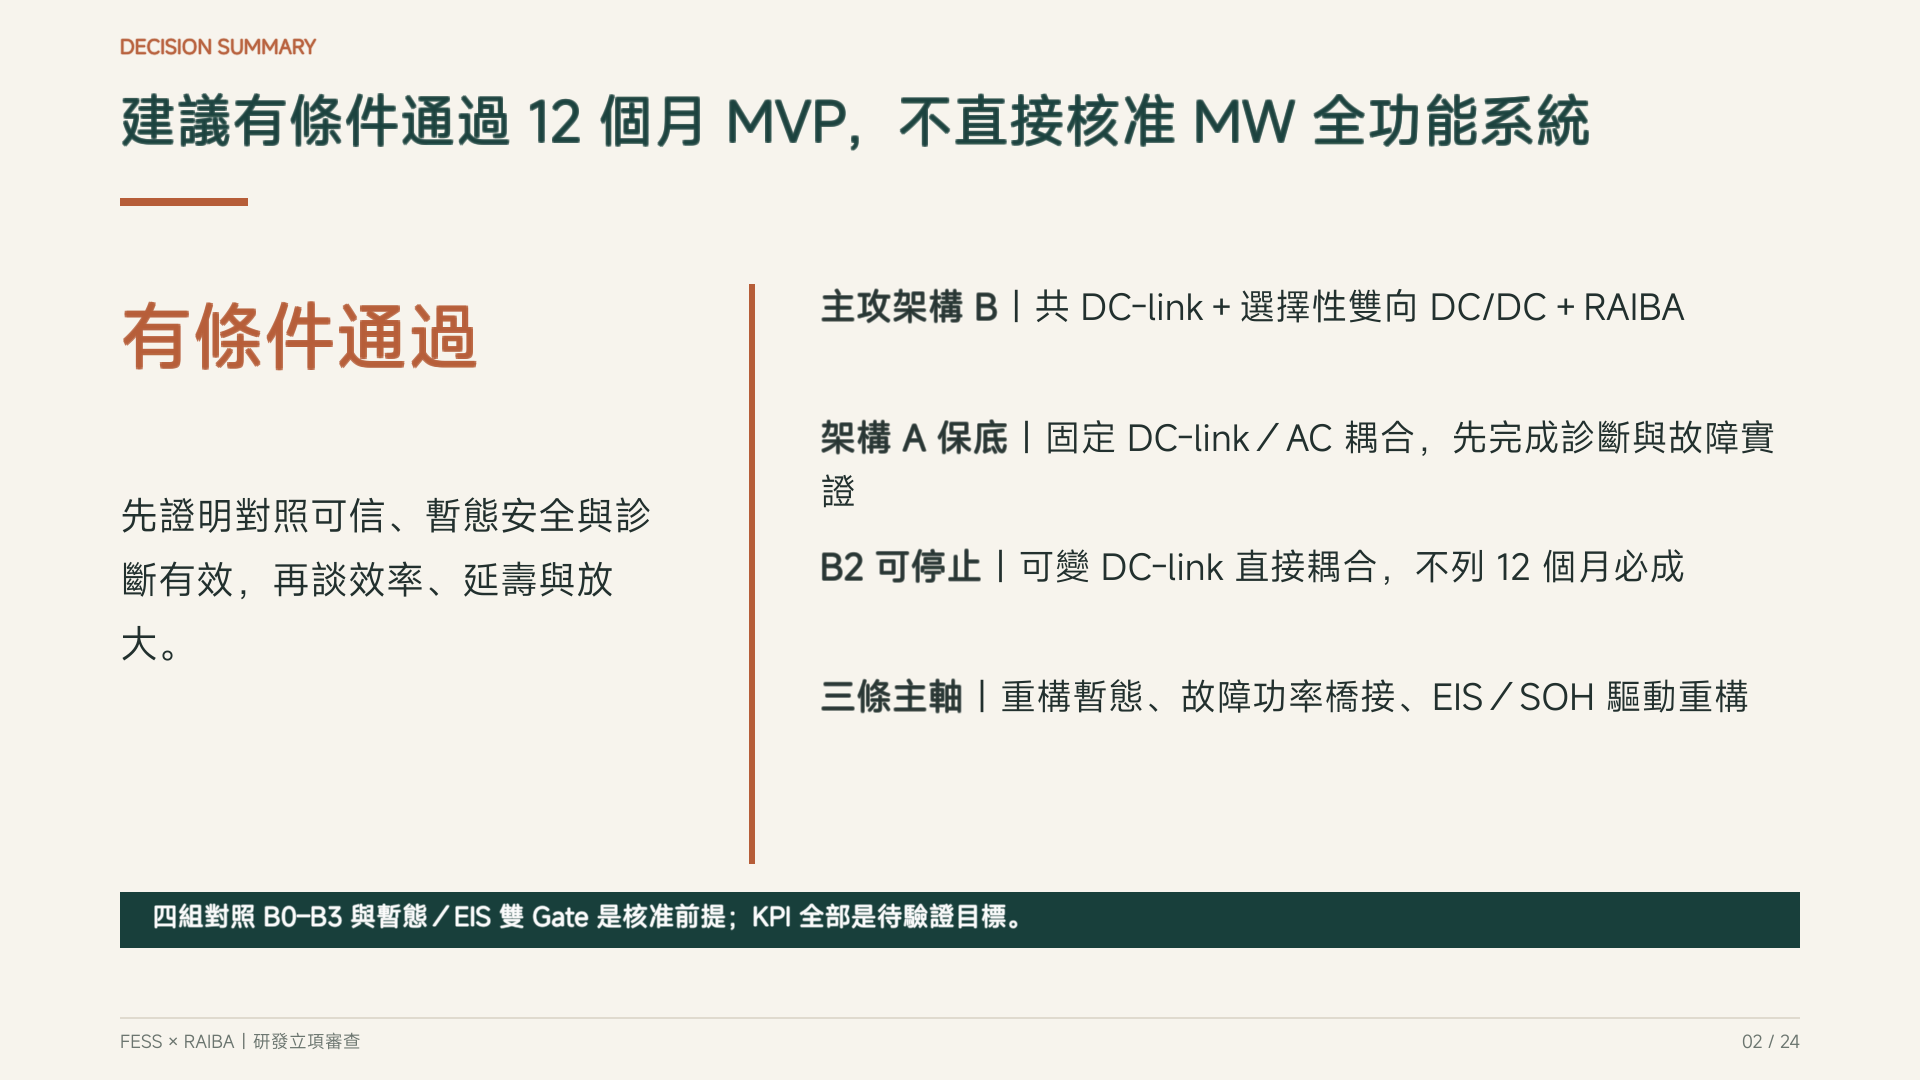 DECISION SUMMARY
建議有條件通過 12 個月 MVP，不直接核准 MW 全功能系統
有條件通過
先證明對照可信、暫態安全與診
斷有效，再談效率、延壽與放
大。
主攻架構 B｜共 DC-link + 選擇性雙向 DC/DC + RAIBA
架構 A 保底｜固定 DC-link／AC 耦合，先完成診斷與故障實
證
B2 可停止｜可變 DC-link 直接耦合，不列 12 個月必成
三條主軸｜重構暫態、故障功率橋接、EIS／SOH 驅動重構
四組對照 B0–B3 與暫態／EIS 雙 Gate 是核准前提；KPI 全部是待驗證目標。
FESS × RAIBA｜研發立項審查
02 / 24